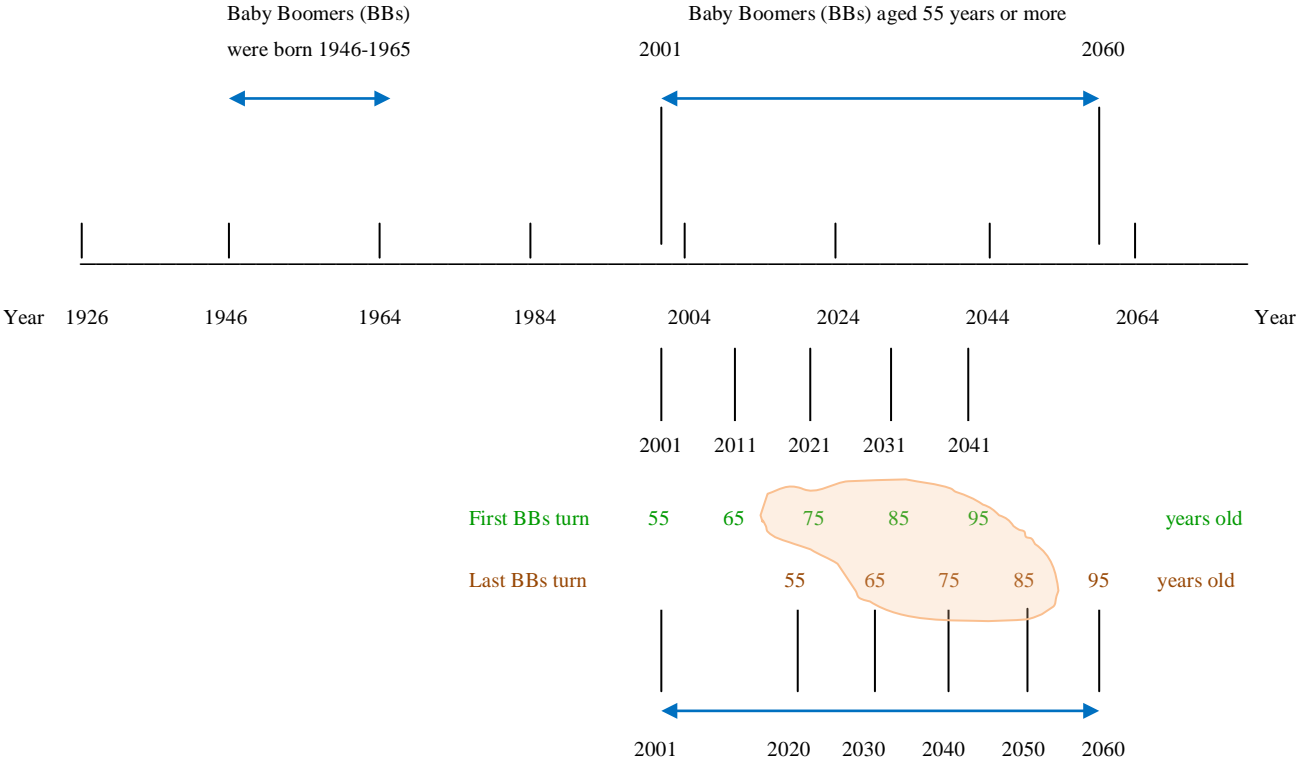 Baby Boomers (BBs) Baby Boomers (BBs) aged 55 years or more
were born 1946-1965 2001 2060
Year 1926 1946 1964 1984 2004 2024 2044 2064 Year
2001 2011 2021 2031 2041
First BBs turn 55 65 75 85 95 years old
Last BBs turn 55 65 75 85 95 years old
2001 2020 2030 2040 2050 2060